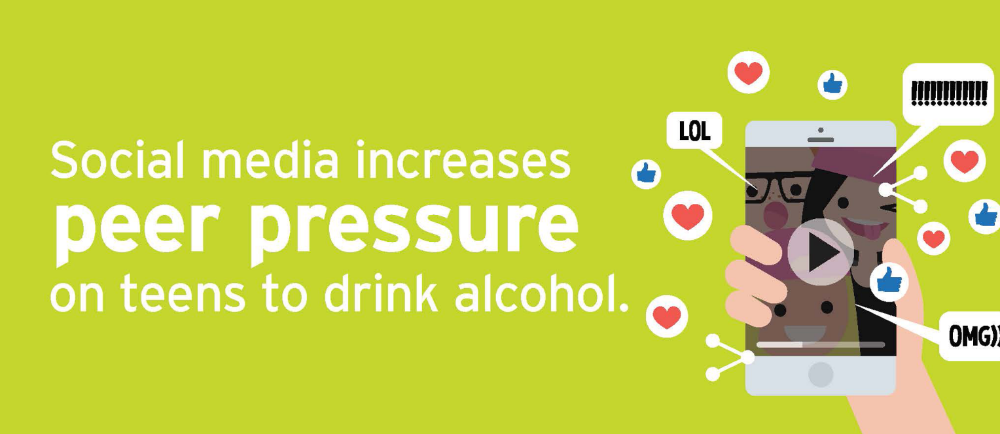 Social media increases
peer pressure
on teens to drink alcohol.
LOL
!!!!!!!!!!!!
OMG))